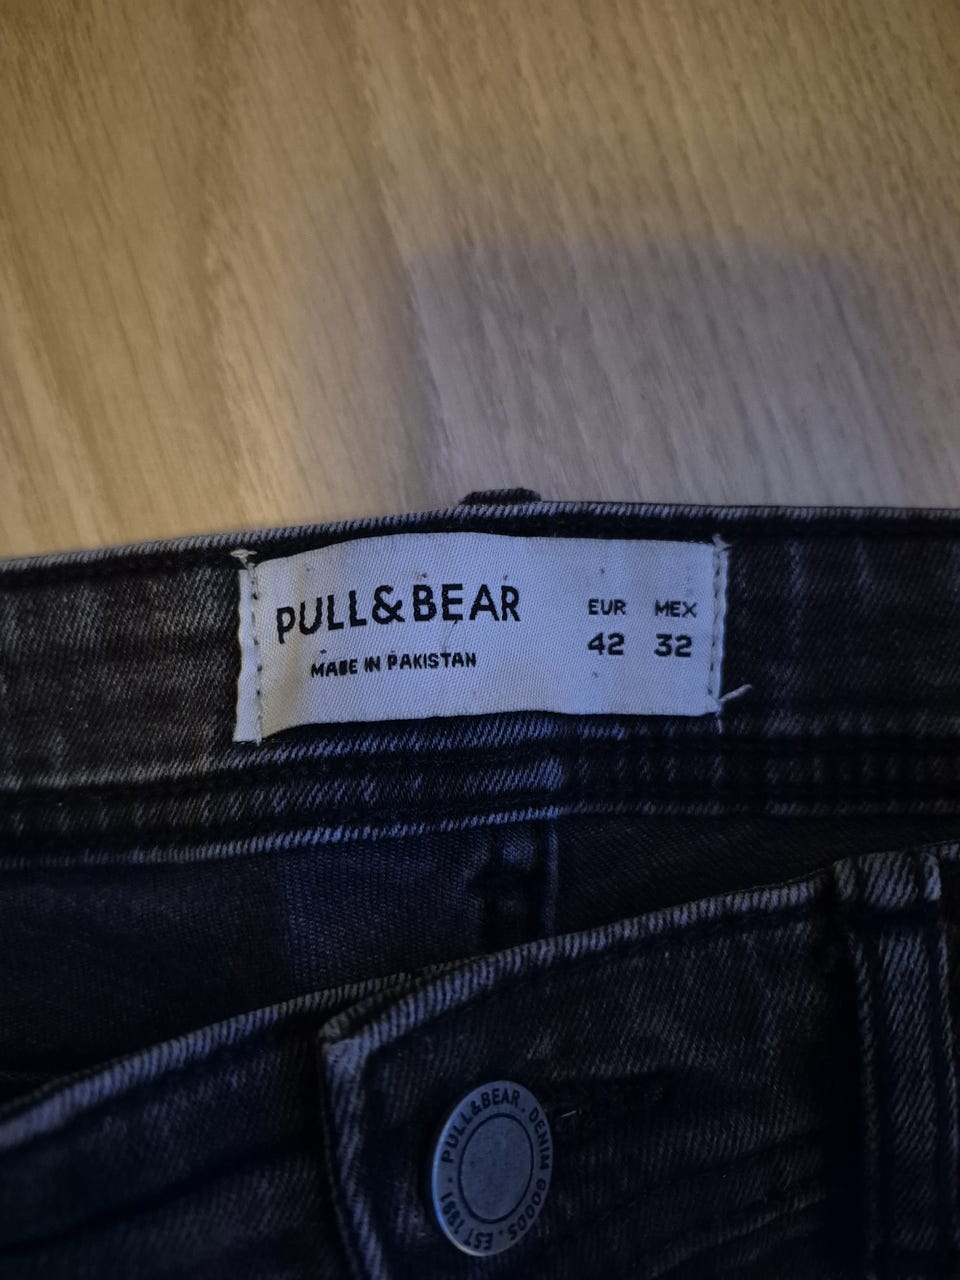 PULL&BEAR
MADE IN PAKISTAN
EUR MEX
42 32
PULL&BEAR. DENIM GOODS. EST 1991.